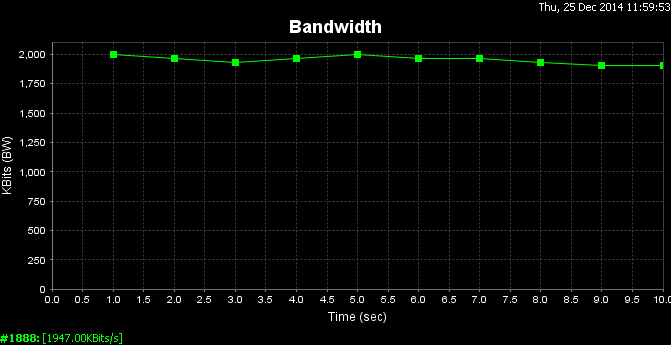 Thu, 25 Dec 2014 11:59:53
Bandwidth
2,000
1,750
1,500
1,250
1,000
750
500
250
0
KBits (BW)
0.0 0.5 1.0 1.5 2.0 2.5 3.0 3.5 4.0 4.5 5.0 5.5 6.0 6.5 7.0 7.5 8.0 8.5 9.0 9.5 10.0
Time (sec)
#1888: [1947.00KBits/s]